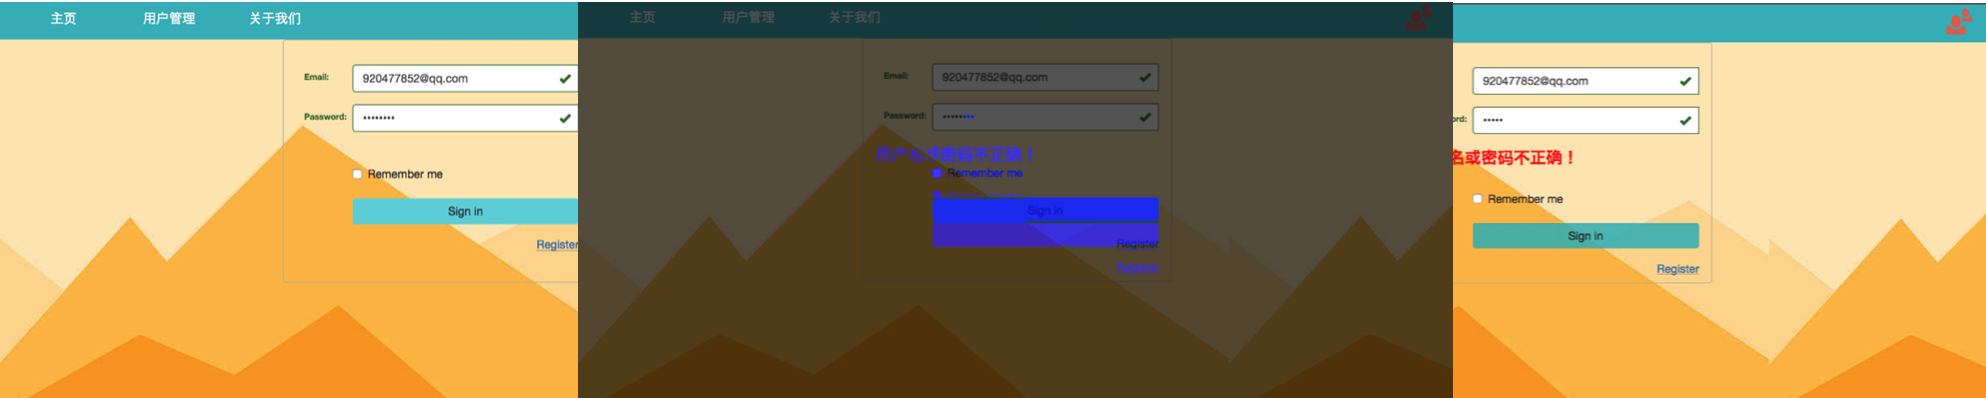 主页 用户管理 关于我们
Email: 920477852@qq.com
Password: ••••••••
Remember me
Sign in
Register
主页 用户管理 关于我们
Email: 920477852@qq.com
Password: ••••••••
用户名或密码不正确！
Remember me
Remember me
Sign in
Register
Register
920477852@qq.com
ord: •••••
名或密码不正确！
Remember me
Sign in
Register